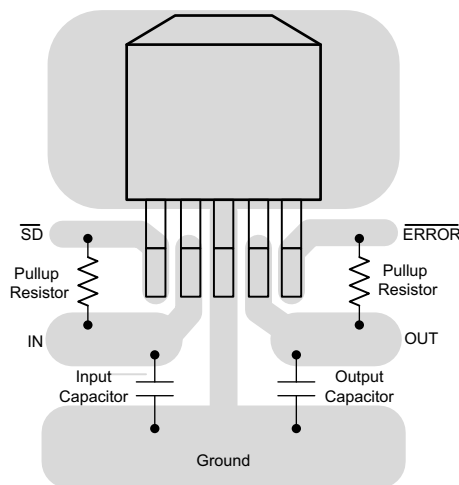 SD
ERROR
Pullup
Resistor
Pullup
Resistor
IN
OUT
Input
Capacitor
Output
Capacitor
Ground